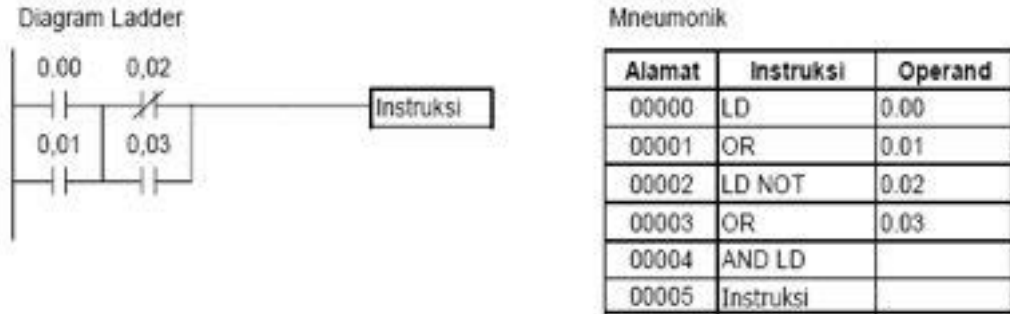 Diagram Ladder
0.00 0,02
Instruksi
0,01 0,03
Mneumonik
Alamat Instruksi Operand
00000 LD 0.00
00001 OR 0.01
00002 LD NOT 0.02
00003 OR 0.03
00004 AND LD
00005 Instruksi